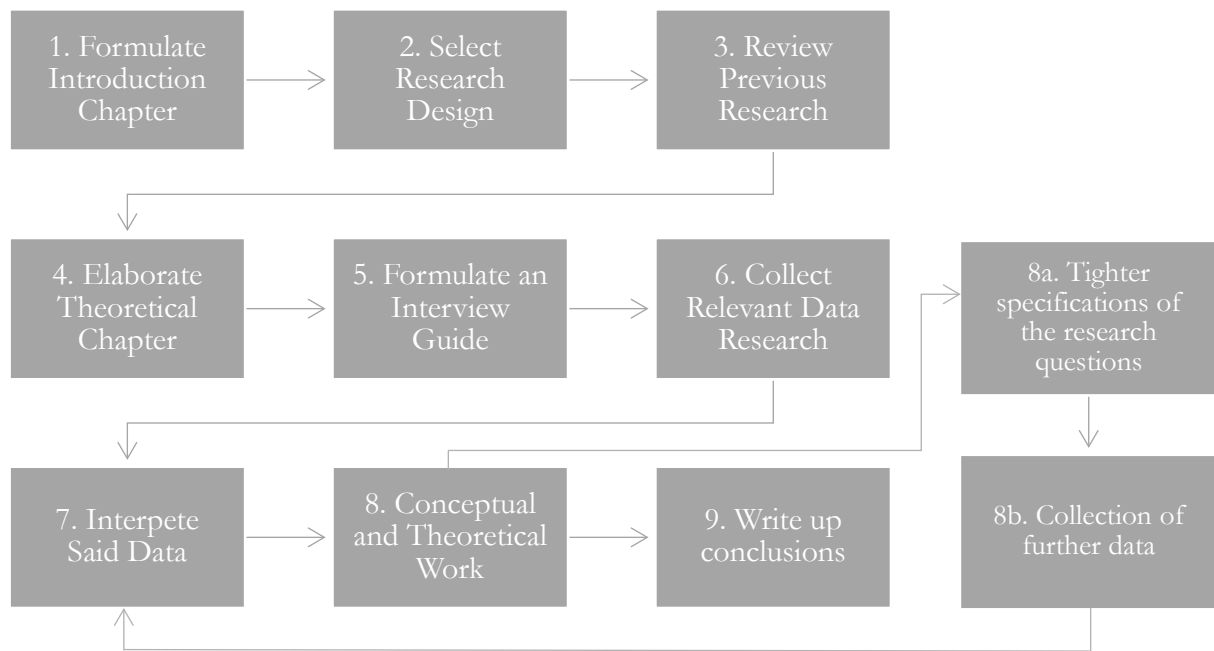 1. Formulate
Introduction
Chapter
2. Select
Research
Design
3. Review
Previous
Research
4. Elaborate
Theoretical
Chapter
5. Formulate an
Interview
Guide
6. Collect
Relevant Data
Research
8a. Tighter
specifications of
the research
questions
7. Interpete
Said Data
8. Conceptual
and Theoretical
Work
9. Write up
conclusions
8b. Collection of
further data